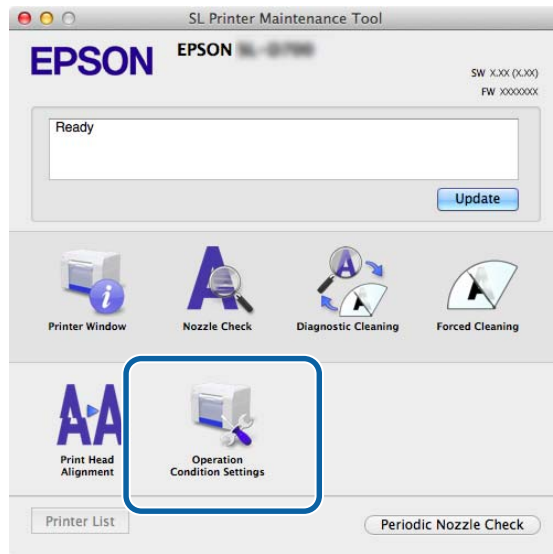 SL Printer Maintenance Tool
EPSON
EPSON
SW X.XX (X.XX)
FW XXXXXXX
Ready
Update
Printer Window
Nozzle Check
Diagnostic Cleaning
Forced Cleaning
Print Head
Alignment
Operation
Condition Settings
Printer List
Periodic Nozzle Check